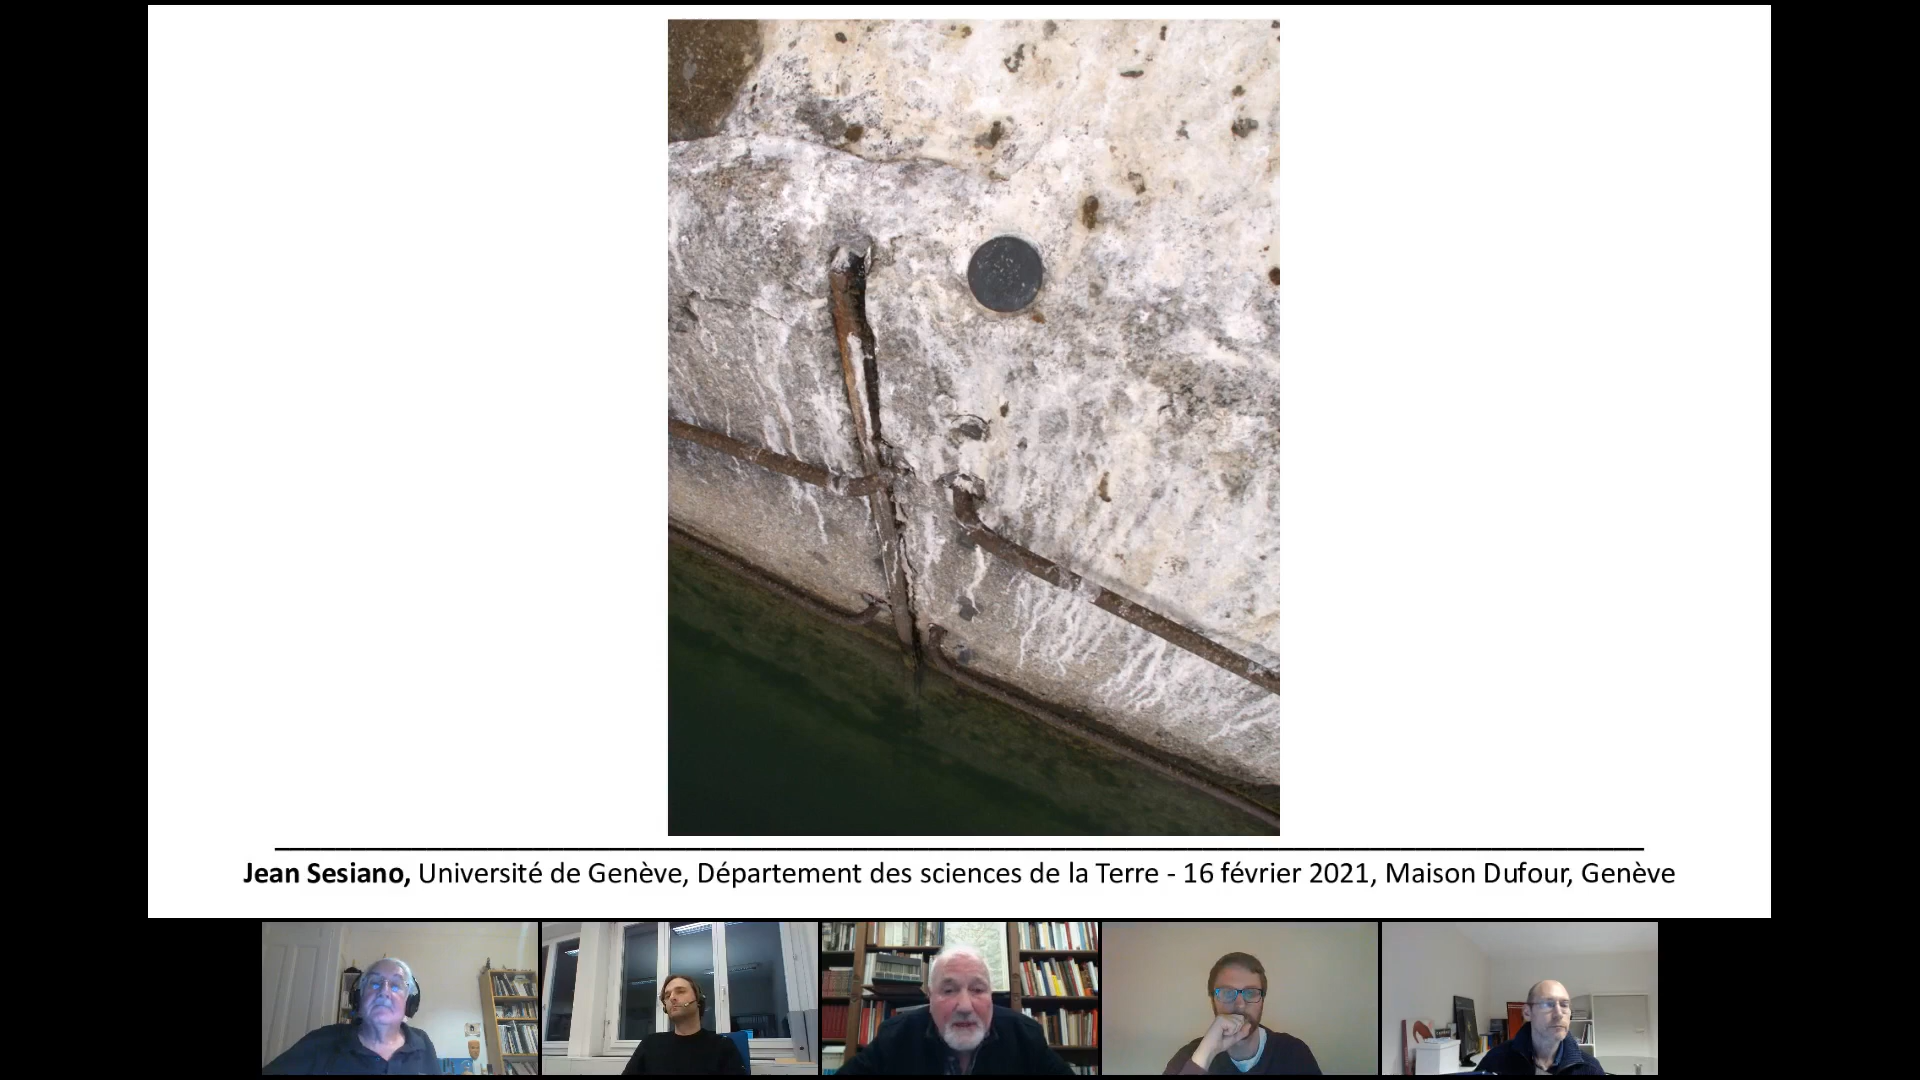 Jean Sesiano, Université de Genève, Département des sciences de la Terre - 16 février 2021, Maison Dufour, Genève